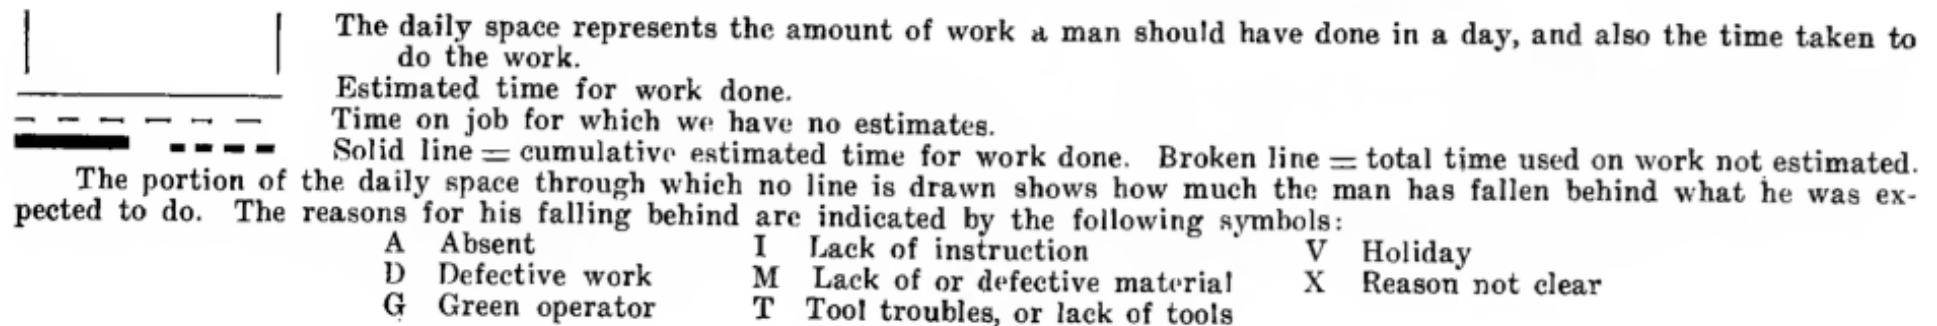 The daily space represents the amount of work a man should have done in a day, and also the time taken to
do the work.
Estimated time for work done.
Time on job for which we have no estimates.
Solid line = cumulative estimated time for work done. Broken line = total time used on work not estimated.
The portion of the daily space through which no line is drawn shows how much the man has fallen behind what he was ex-
pected to do. The reasons for his falling behind are indicated by the following symbols:
A Absent I Lack of instruction V Holiday
D Defective work M Lack of or defective material X Reason not clear
G Green operator T Tool troubles, or lack of tools